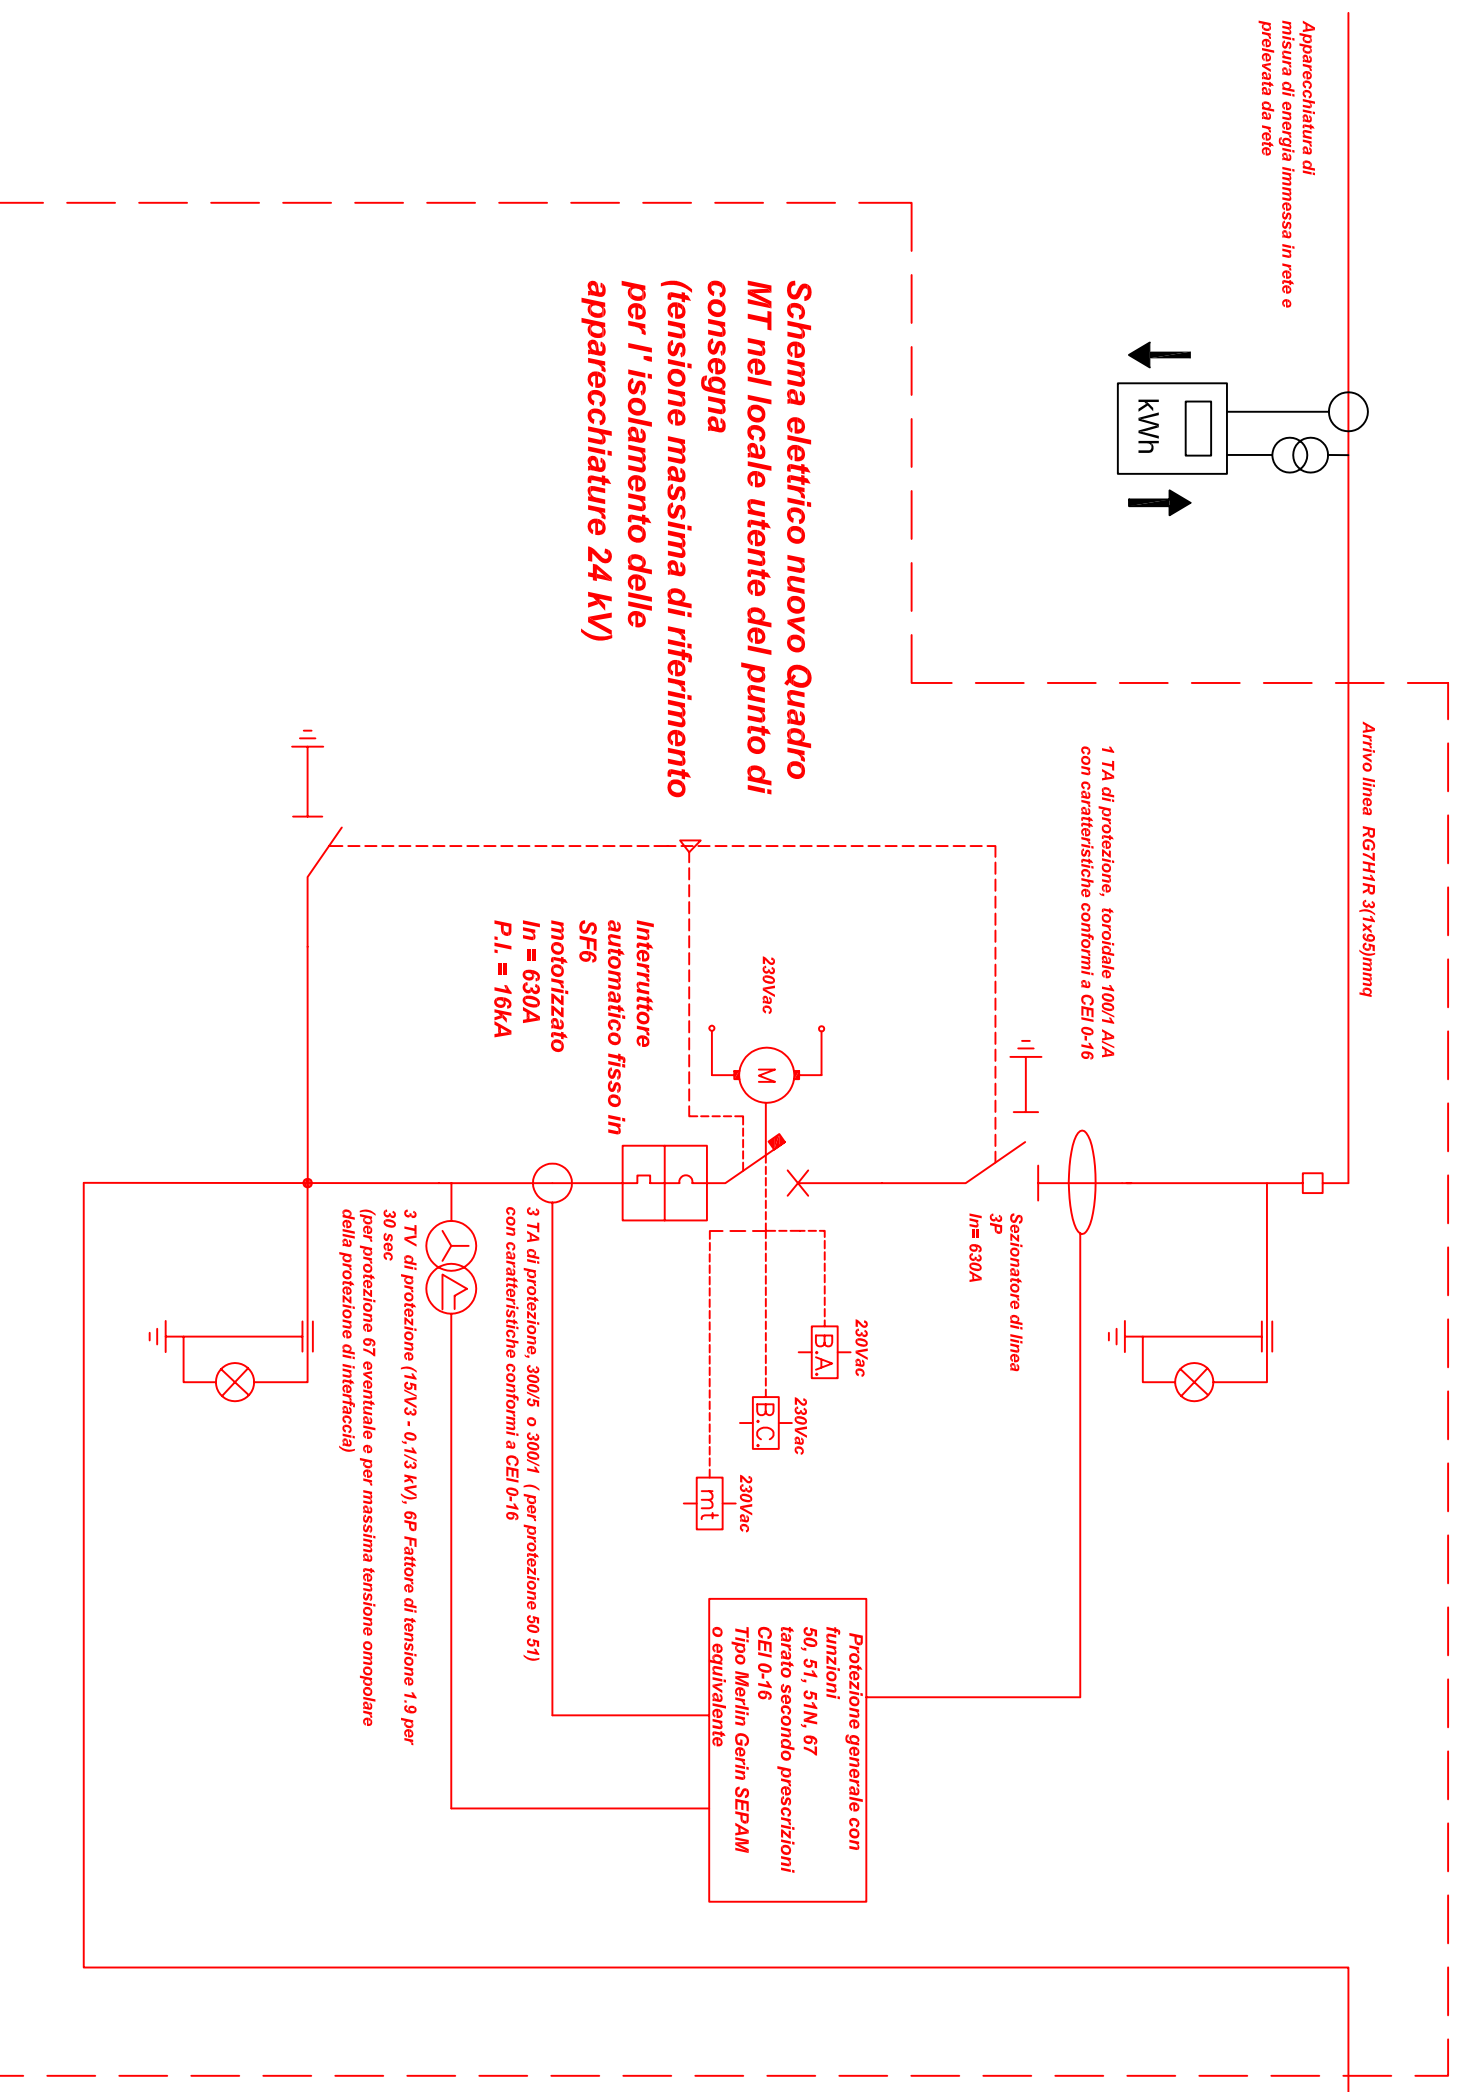 Apparecchiatura di
misura di energia immessa in rete e
prelevata da rete
kWh
Schema elettrico nuovo Quadro
MT nel locale utente del punto di
consegna
(tensione massima di riferimento
per l' isolamento delle
apparecchiature 24 kV)
Arrivo linea RG7H1R 3(1x95)mmq
1 TA di protezione, toroidale 100/1 A/A
con caratteristiche conformi a CEI 0-16
Sezionatore di linea
3P
In= 630A
230Vac
M
Interruttore
automatico fisso in
SF6
motorizzato
In = 630A
P.I. = 16kA
230Vac
B.A.
230Vac
B.C.
230Vac
mt
3 TA di protezione, 300/5 o 300/1 ( per protezione 50 51)
con caratteristiche conformi a CEI 0-16
3 TV di protezione (15/V3 - 0,1/3 kV), 6P Fattore di tensione 1.9 per
30 sec
(per protezione 67 eventuale e per massima tensione omopolare
della protezione di interfaccia)
Protezione generale con
funzioni
50, 51, 51N, 67
tarato secondo prescrizioni
CEI 0-16
Tipo Merlin Gerin SEPAM
o equivalente